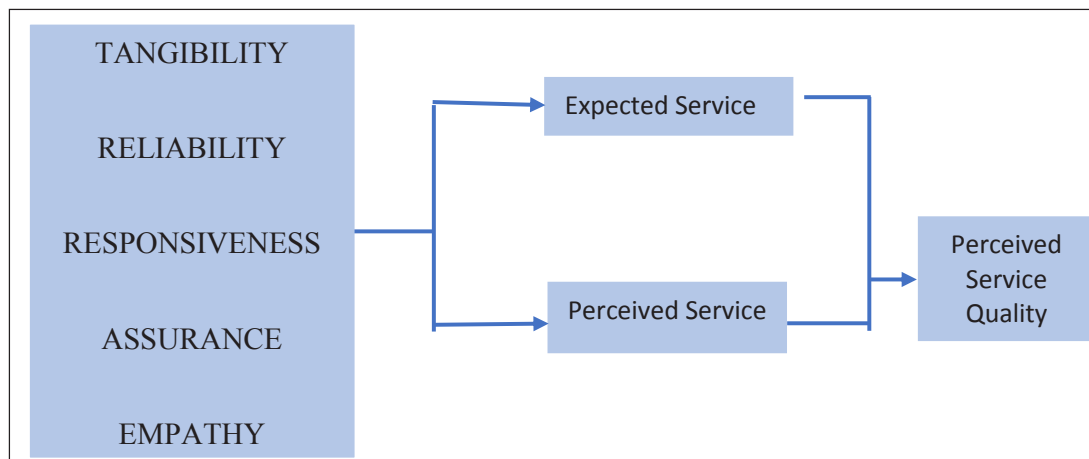 TANGIBILITY
RELIABILITY
RESPONSIVENESS
ASSURANCE
EMPATHY
Expected Service
Perceived Service
Perceived
Service
Quality